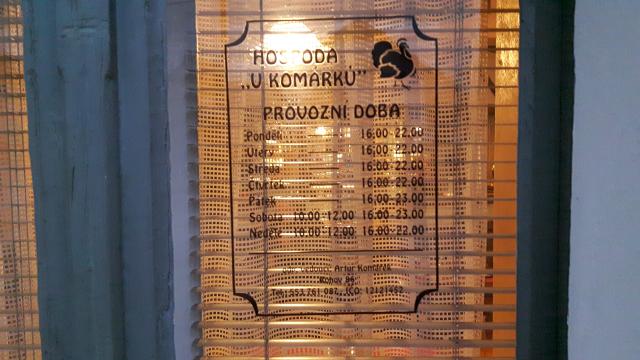 HOSPODA
„U KOMÁRKŮ"
PROVOZNÍ DOBA
Pondělí 16.00-22.00
Úterý 16.00-22.00
Středa 16.00-22.00
Čtvrtek 16.00-22.00
Pátek 16.00-23.00
Sobota 10.00-12.00 16.00-23.00
Neděle 10.00-12.00 16.00-22.00
Artur Komárek